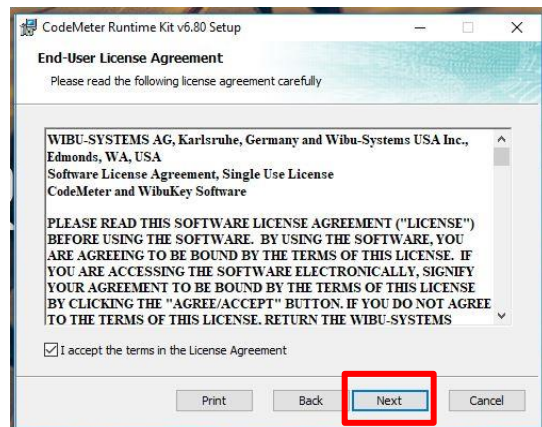 CodeMeter Runtime Kit v6.80 Setup
End-User License Agreement
Please read the following license agreement carefully
WIBU-SYSTEMS AG, Karlsruhe, Germany and Wibu-Systems USA Inc.,
Edmonds, WA, USA
Software License Agreement, Single Use License
CodeMeter and WibuKey Software
PLEASE READ THIS SOFTWARE LICENSE AGREEMENT ("LICENSE")
BEFORE USING THE SOFTWARE. BY USING THE SOFTWARE, YOU
ARE AGREEING TO BE BOUND BY THE TERMS OF THIS LICENSE. IF
YOU ARE ACCESSING THE SOFTWARE ELECTRONICALLY, SIGNIFY
YOUR AGREEMENT TO BE BOUND BY THE TERMS OF THIS LICENSE
BY CLICKING THE "AGREE/ACCEPT" BUTTON. IF YOU DO NOT AGREE
TO THE TERMS OF THIS LICENSE, RETURN THE WIBU-SYSTEMS
I accept the terms in the License Agreement
Print Back Next Cancel